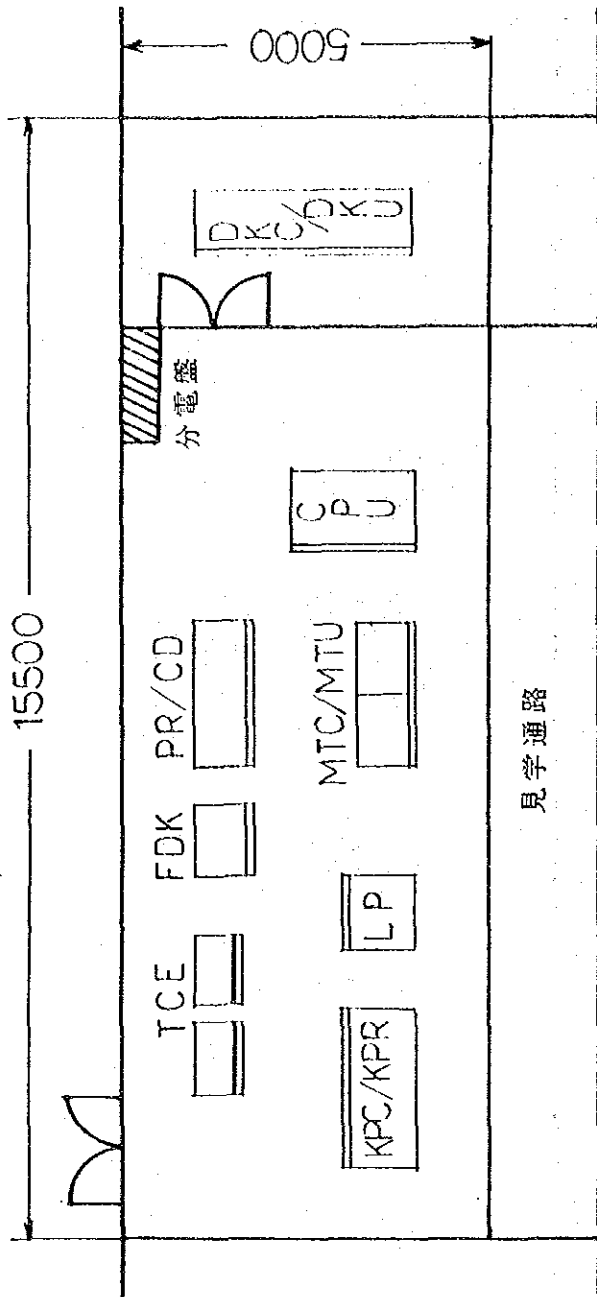 15500
5000
TCE
FDK
PR/CD
分電盤
DKC/DKU
KPC/KPR
LP
MTC/MTU
CPU
見学通路